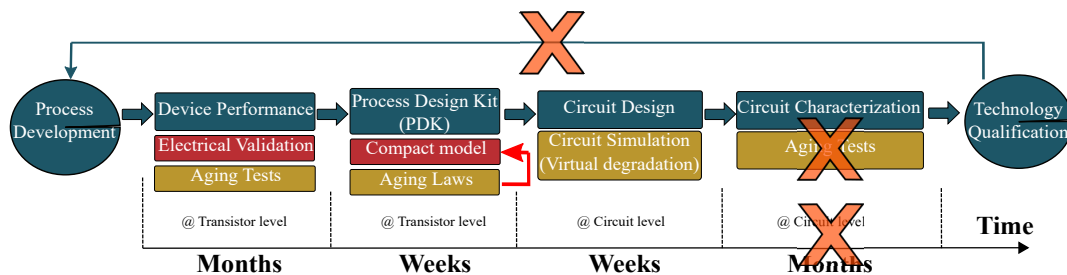 Process
Development
Device Performance
Electrical Validation
Aging Tests
@ Transistor level
Months
Process Design Kit
(PDK)
Compact model
Aging Laws
@ Transistor level
Weeks
Circuit Design
Circuit Simulation
(Virtual degradation)
@ Circuit level
Weeks
Circuit Characterization
Aging Tests
@ Circuit level
Months
Technology
Qualification
Time